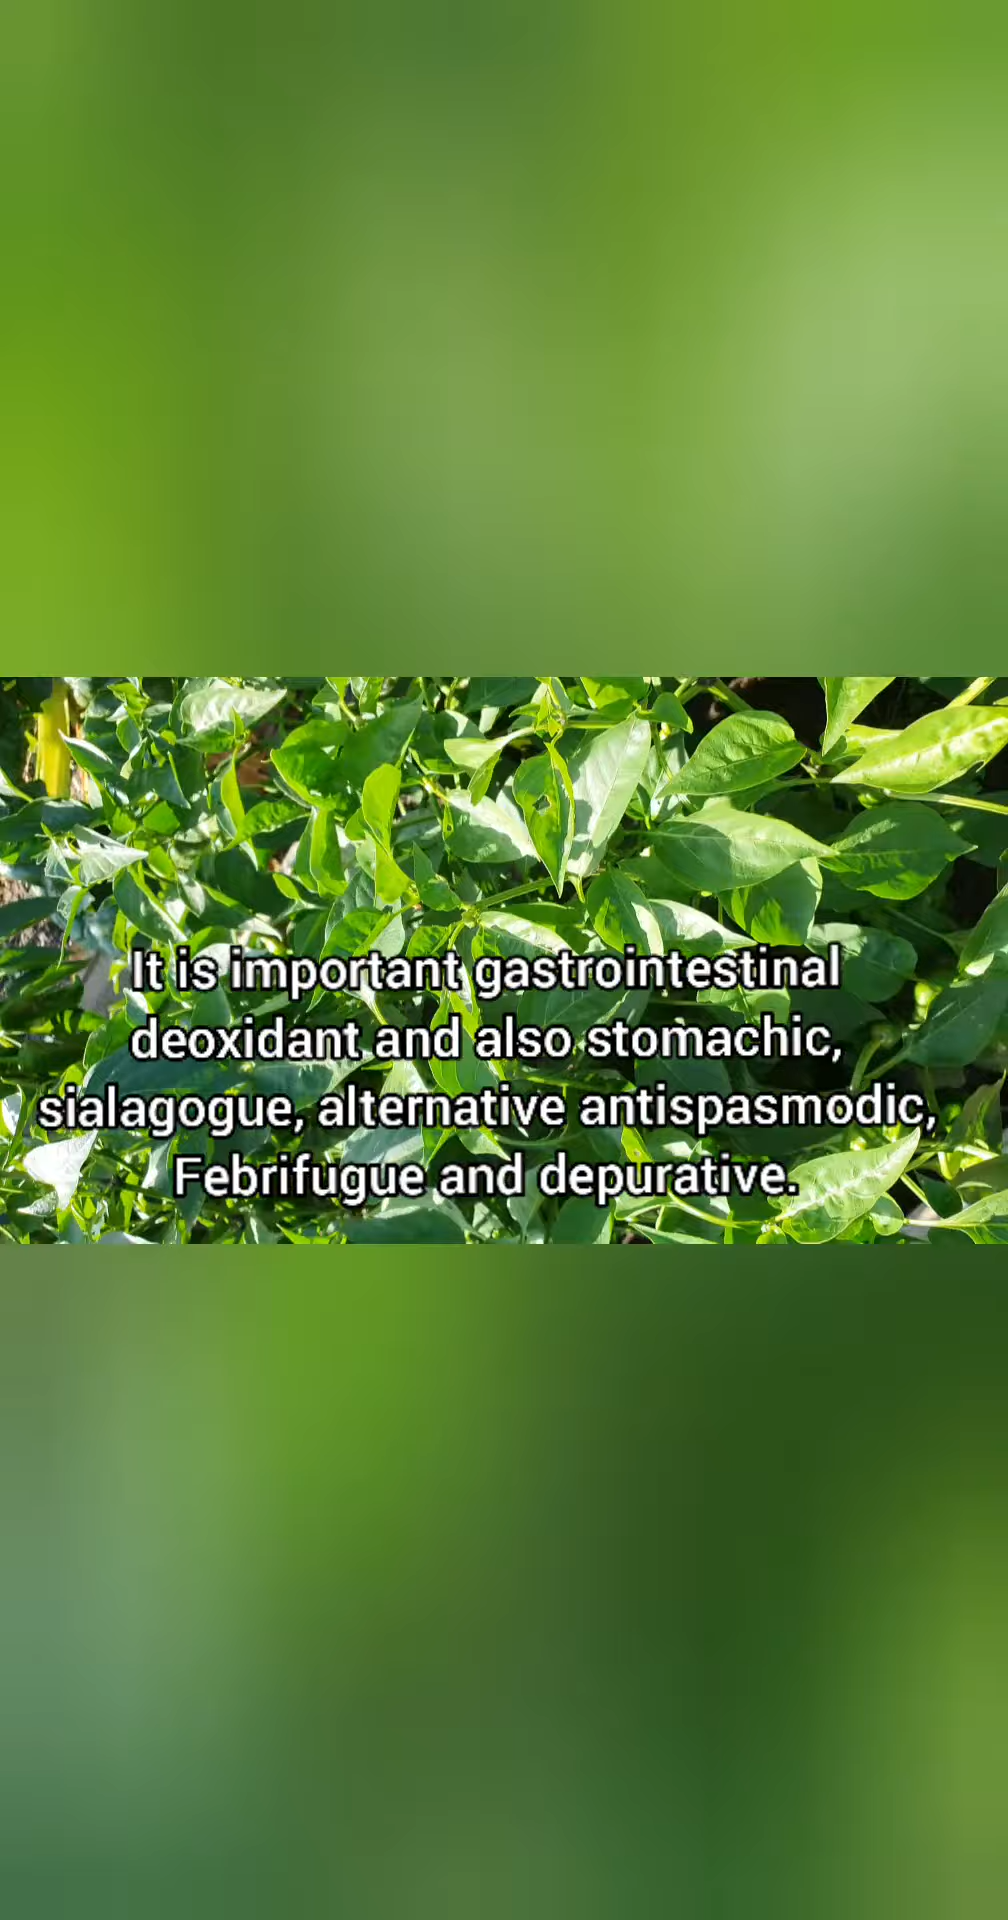 It is important gastrointestinal
deoxidant and also stomachic,
sialagogue, alternative antispasmodic,
Febrifugue and depurative.